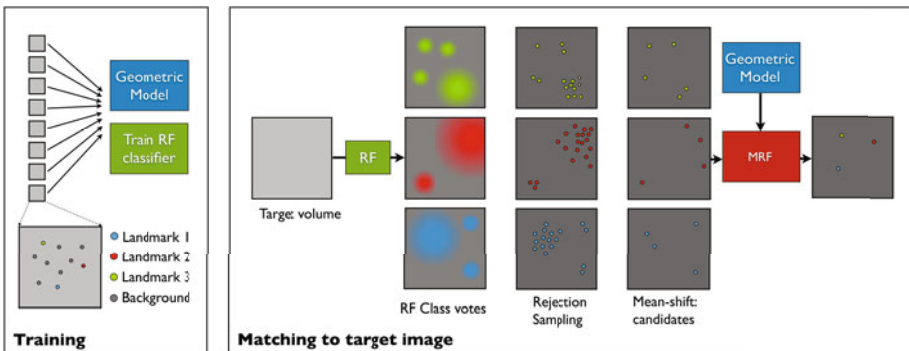 Geometric
Model
Train RF
classifier
Landmark 1
Landmark 2
Landmark 3
Background
Training
Target volume
RF
RF Class votes
Rejection
Sampling
Mean-shift:
candidates
Geometric
Model
MRF
Matching to target image